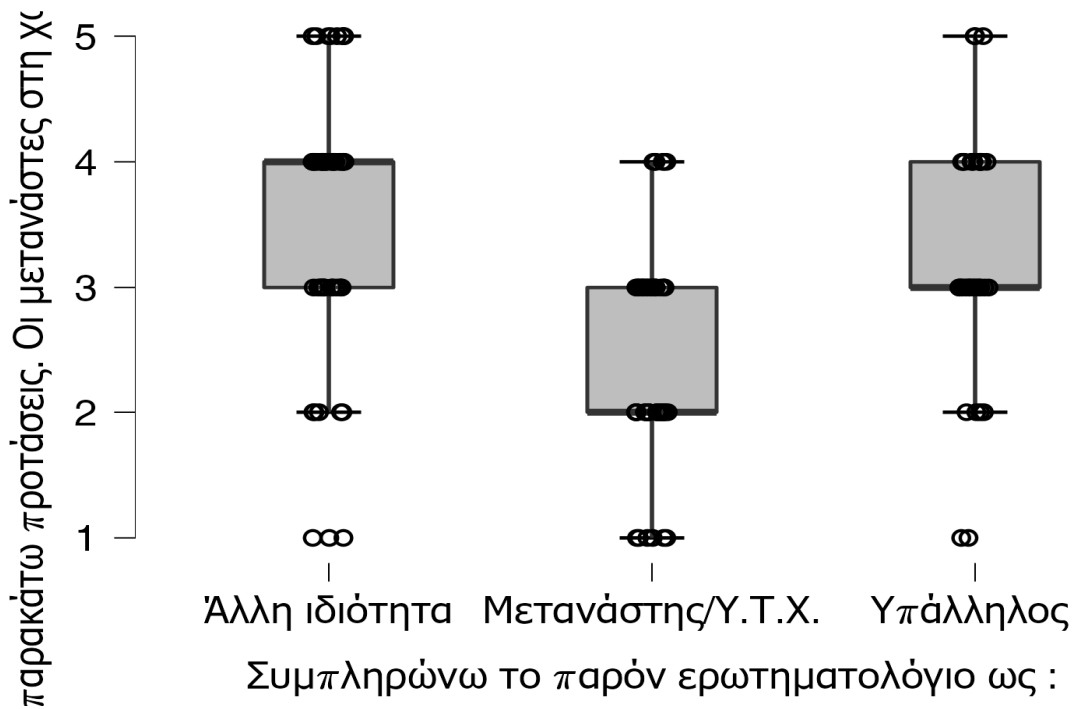 παρακάτω προτάσεις. Οι μετανάστες στη
5
4
3
2
1
Άλλη ιδιότητα Μετανάστης/Υ.Τ.Χ. Υπάλληλος
Συμπληρώνω το παρόν ερωτηματολόγιο ως :